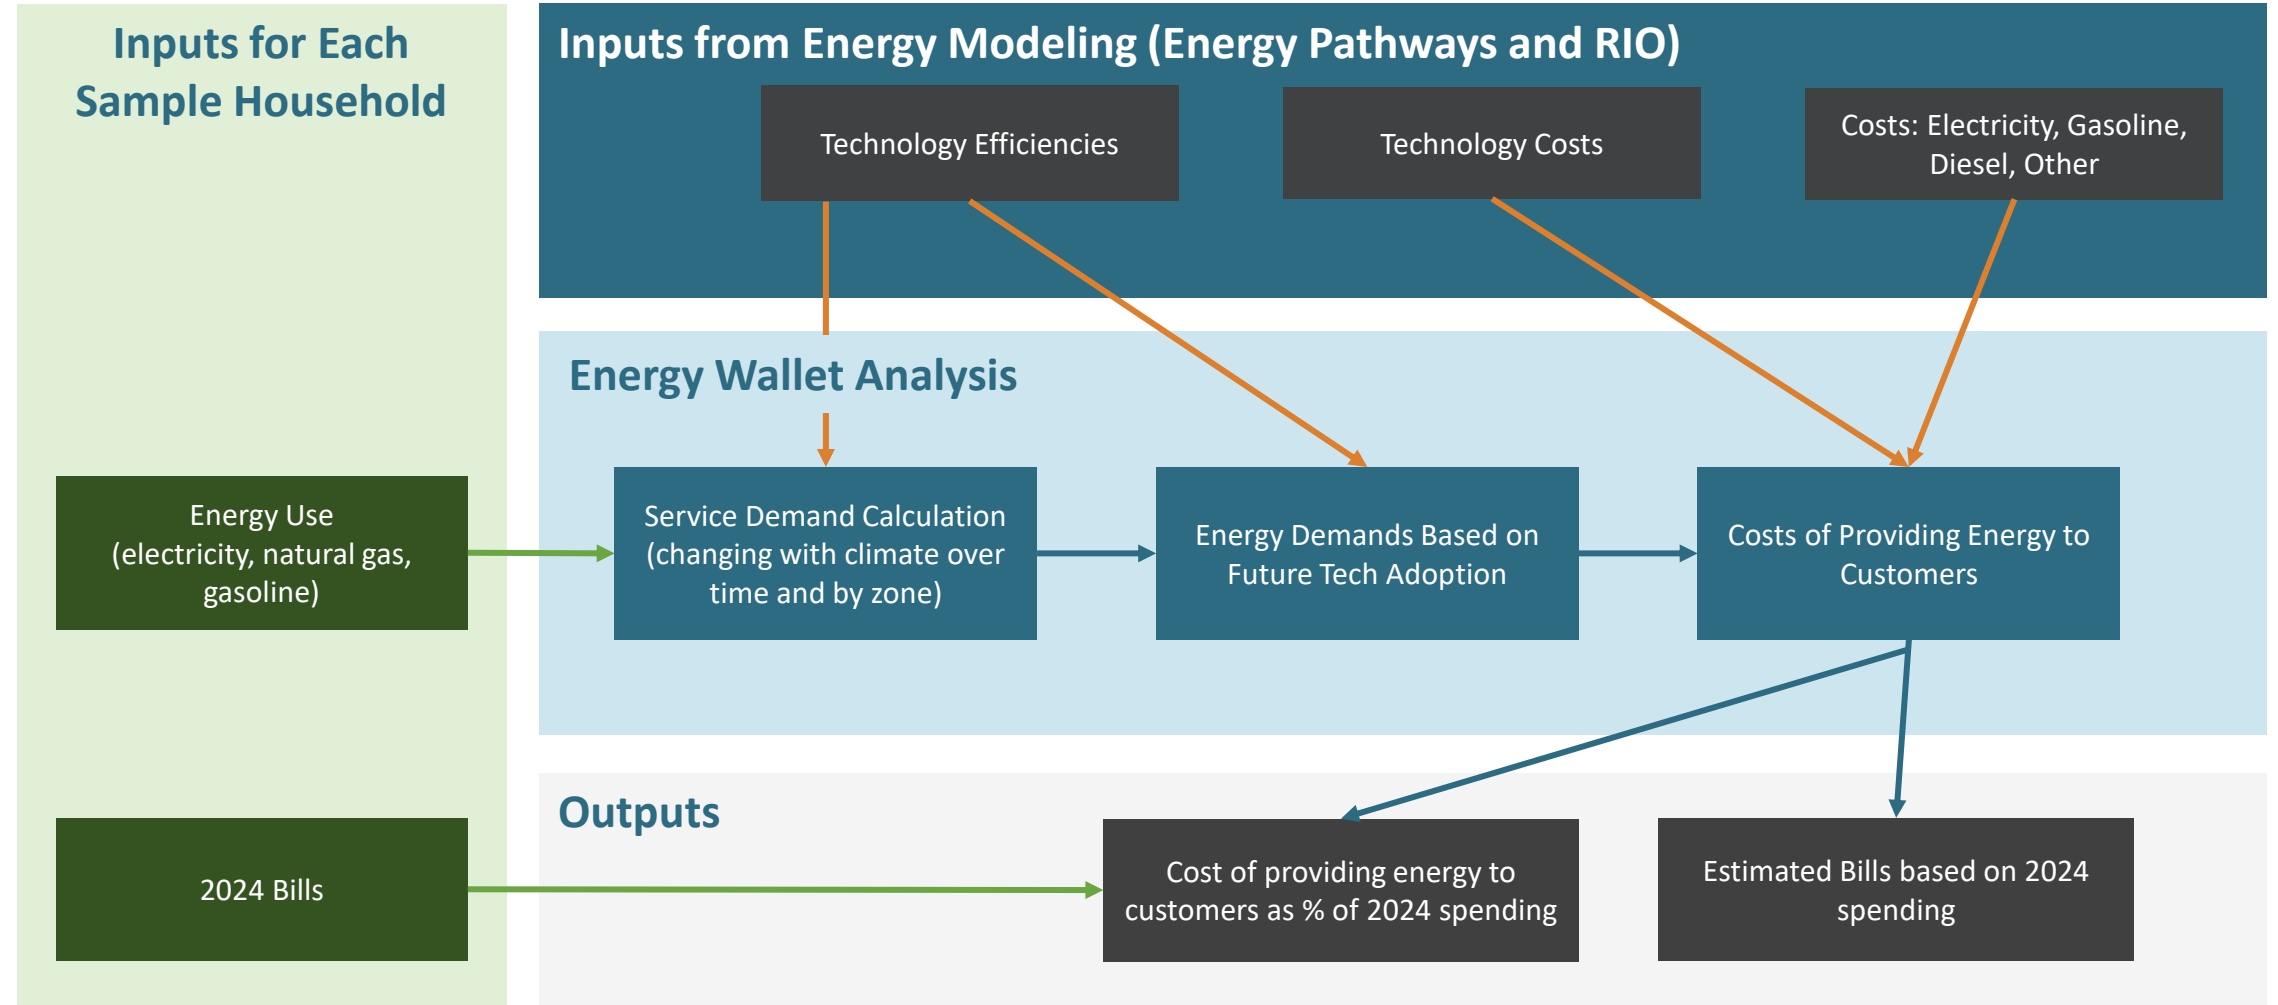 Inputs for Each
Sample Household
Inputs from Energy Modeling (Energy Pathways and RIO)
Technology Efficiencies
Technology Costs
Costs: Electricity, Gasoline,
Diesel, Other
Energy Wallet Analysis
Energy Use
(electricity, natural gas,
gasoline)
Service Demand Calculation
(changing with climate over
time and by zone)
Energy Demands Based on
Future Tech Adoption
Costs of Providing Energy to
Customers
Outputs
2024 Bills
Cost of providing energy to
customers as % of 2024 spending
Estimated Bills based on 2024
spending